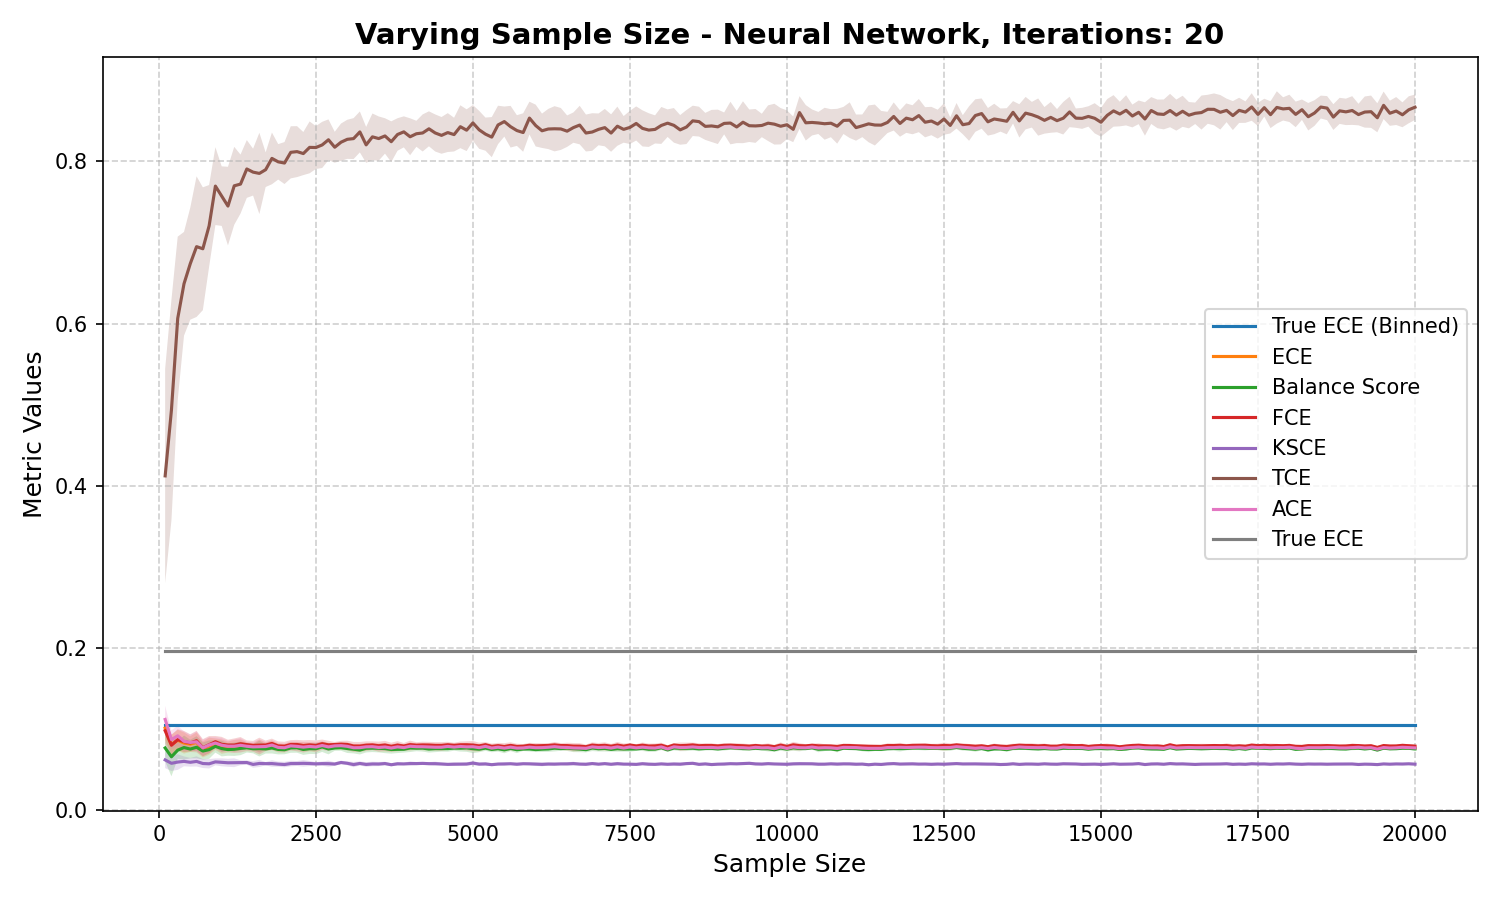 Varying Sample Size - Neural Network, Iterations: 20
Metric Values
0.8
0.6
0.4
0.2
0.0
True ECE (Binned)
ECE
Balance Score
FCE
KSCE
TCE
ACE
True ECE
0 2500 5000 7500 10000 12500 15000 17500 20000
Sample Size